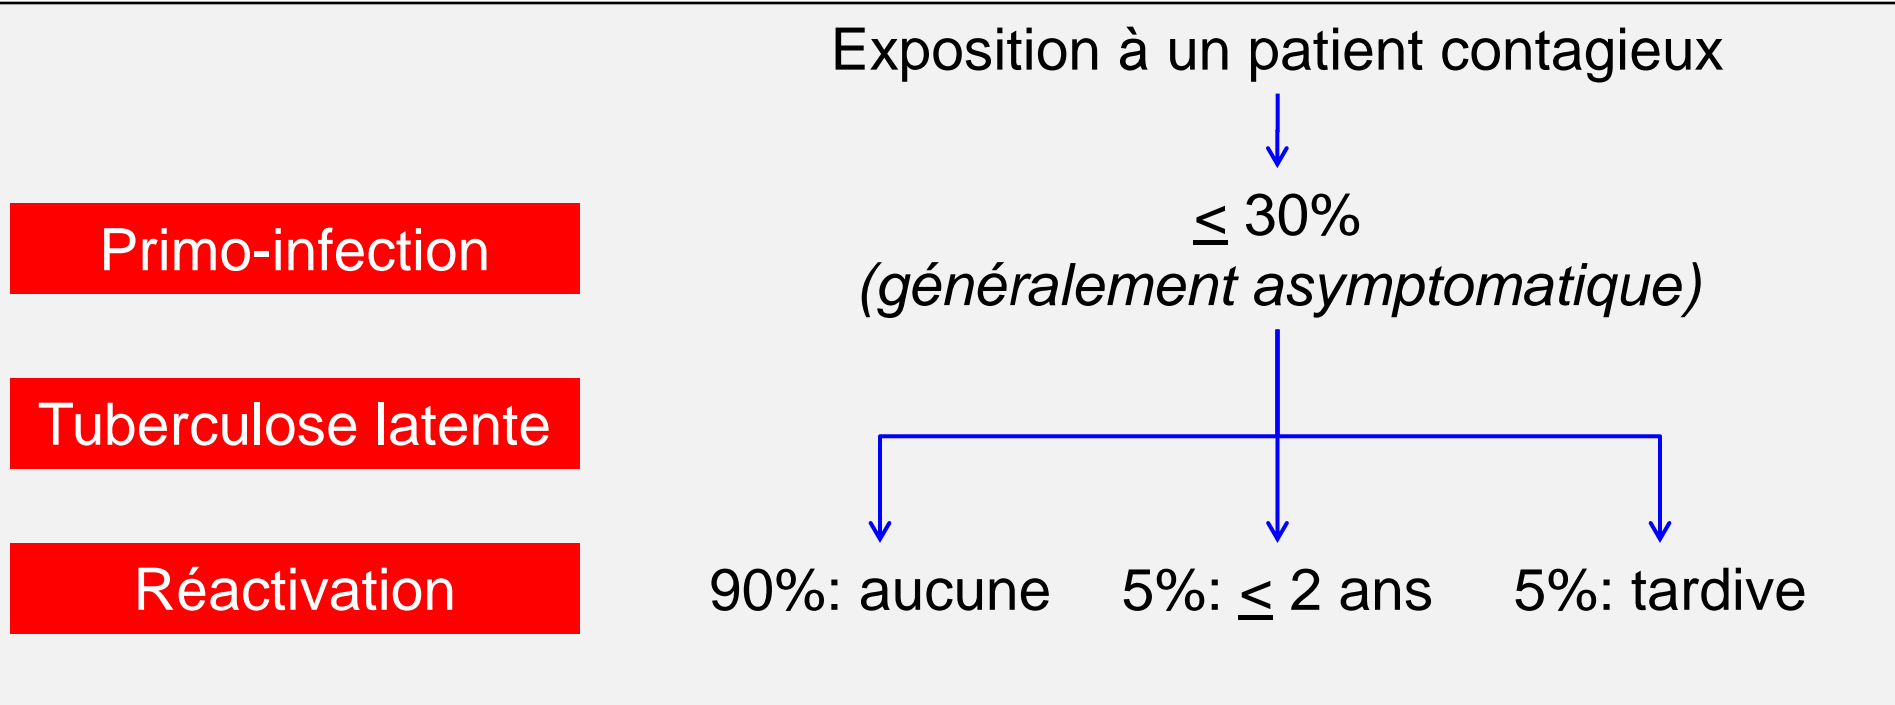 Exposition à un patient contagieux
Primo-infection
≤ 30%
(généralement asymptomatique)
Tuberculose latente
Réactivation
90%: aucune
5%: ≤ 2 ans
5%: tardive